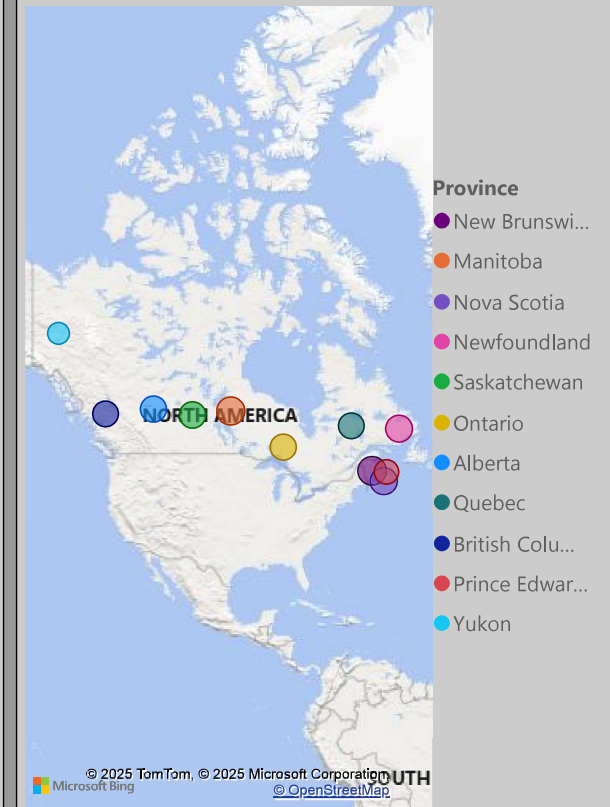 Province
New Brunswi...
Manitoba
Nova Scotia
Newfoundland
Saskatchewan
NORTH AMERICA
Ontario
Alberta
Quebec
British Colu...
Prince Edwar...
Yukon
© 2025 TomTom, © 2025 Microsoft Corporation,
SOUTH
Microsoft Bing
© OpenStreetMap